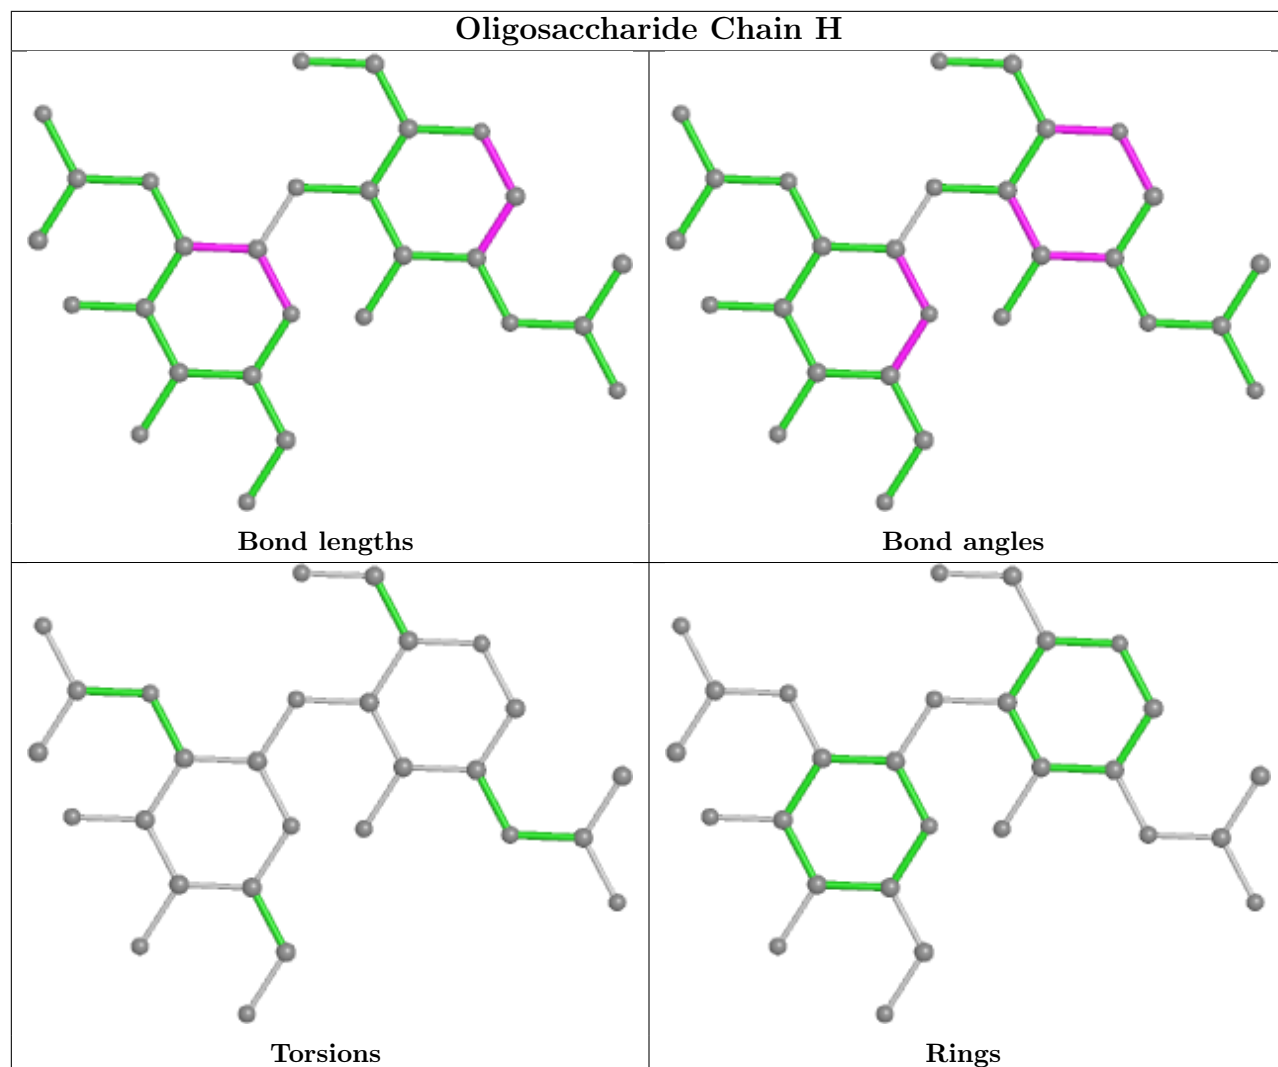 Oligosaccharide Chain H
Bond lengths
Bond angles
Torsions
Rings